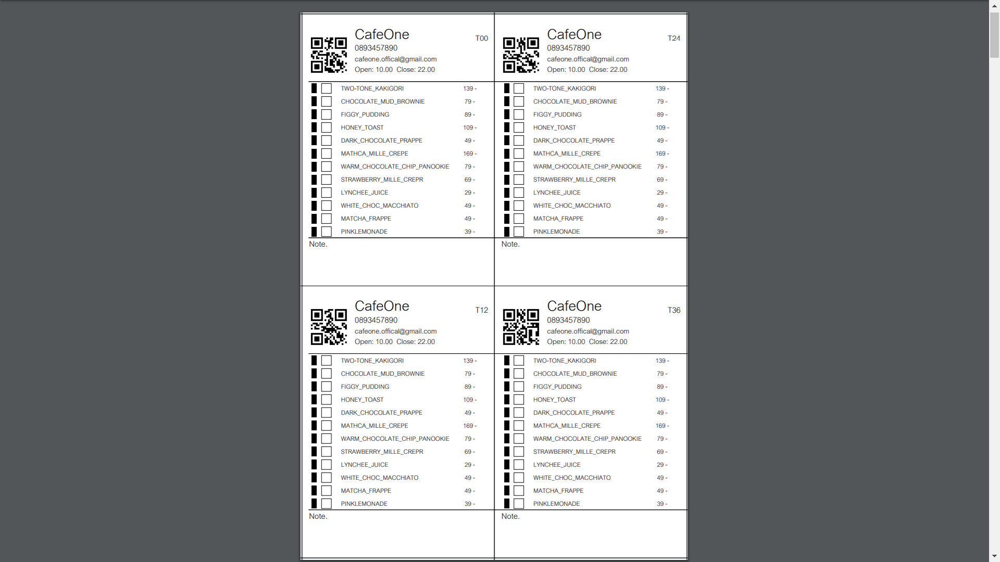 CafeOne
T00
0893457890
cafeone.offical@gmail.com
Open: 10.00 Close: 22.00
TWO-TONE_KAKIGORI 139 -
CHOCOLATE_MUD_BROWNIE 79 -
FIGGY_PUDDING 89 -
HONEY_TOAST 109 -
DARK_CHOCOLATE_PRAPPE 49 -
MATHCA_MILLE_CREPE 169 -
WARM_CHOCOLATE_CHIP_PANOOKIE 79 -
STRAWBERRY_MILLE_CREPR 69 -
LYNCHEE_JUICE 29 -
WHITE_CHOC_MACCHIATO 49 -
MATCHA_FRAPPE 49 -
PINKLEMONADE 39 -
Note.
CafeOne
T24
0893457890
cafeone.offical@gmail.com
Open: 10.00 Close: 22.00
TWO-TONE_KAKIGORI 139 -
CHOCOLATE_MUD_BROWNIE 79 -
FIGGY_PUDDING 89 -
HONEY_TOAST 109 -
DARK_CHOCOLATE_PRAPPE 49 -
MATHCA_MILLE_CREPE 169 -
WARM_CHOCOLATE_CHIP_PANOOKIE 79 -
STRAWBERRY_MILLE_CREPR 69 -
LYNCHEE_JUICE 29 -
WHITE_CHOC_MACCHIATO 49 -
MATCHA_FRAPPE 49 -
PINKLEMONADE 39 -
Note.
CafeOne
T12
0893457890
cafeone.offical@gmail.com
Open: 10.00 Close: 22.00
TWO-TONE_KAKIGORI 139 -
CHOCOLATE_MUD_BROWNIE 79 -
FIGGY_PUDDING 89 -
HONEY_TOAST 109 -
DARK_CHOCOLATE_PRAPPE 49 -
MATHCA_MILLE_CREPE 169 -
WARM_CHOCOLATE_CHIP_PANOOKIE 79 -
STRAWBERRY_MILLE_CREPR 69 -
LYNCHEE_JUICE 29 -
WHITE_CHOC_MACCHIATO 49 -
MATCHA_FRAPPE 49 -
PINKLEMONADE 39 -
Note.
CafeOne
T36
0893457890
cafeone.offical@gmail.com
Open: 10.00 Close: 22.00
TWO-TONE_KAKIGORI 139 -
CHOCOLATE_MUD_BROWNIE 79 -
FIGGY_PUDDING 89 -
HONEY_TOAST 109 -
DARK_CHOCOLATE_PRAPPE 49 -
MATHCA_MILLE_CREPE 169 -
WARM_CHOCOLATE_CHIP_PANOOKIE 79 -
STRAWBERRY_MILLE_CREPR 69 -
LYNCHEE_JUICE 29 -
WHITE_CHOC_MACCHIATO 49 -
MATCHA_FRAPPE 49 -
PINKLEMONADE 39 -
Note.